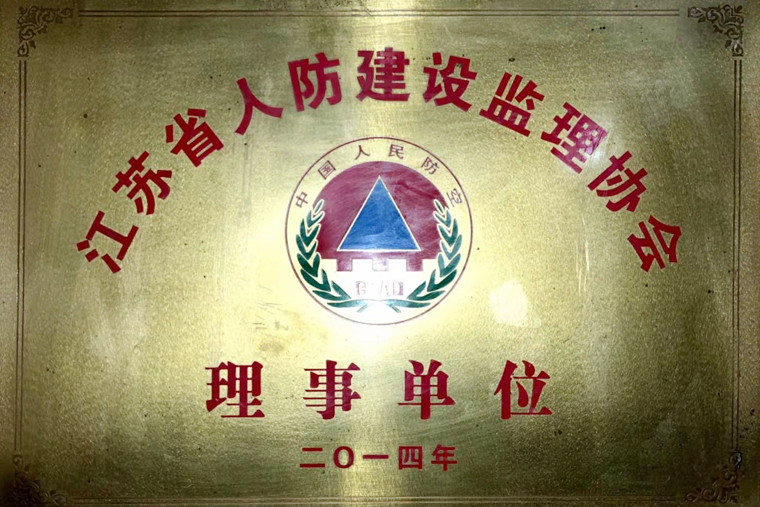 江苏省人防建设监理协会
中国人民防空
理事单位
二〇一四年